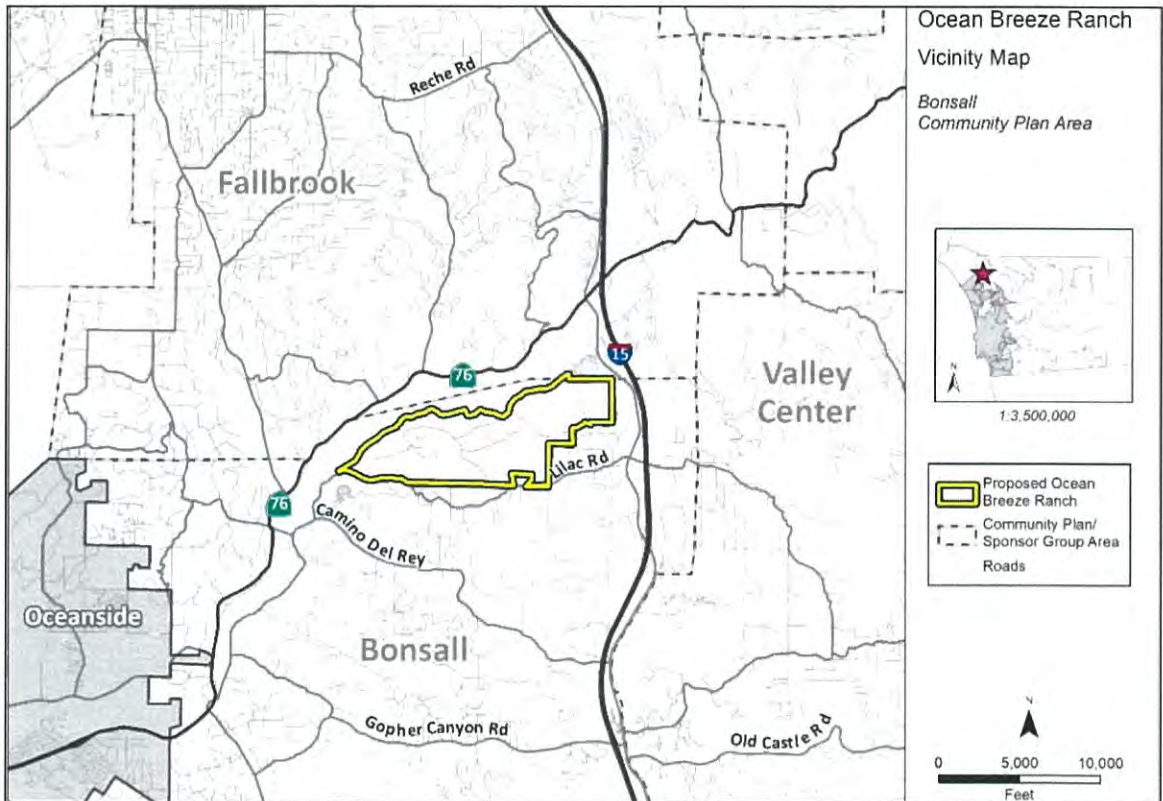 Ocean Breeze Ranch
Vicinity Map
Bonsall
Community Plan Area
Reche Rd
Fallbrook
15
76
Valley
Center
N
1:3,500,000
Lilac Rd
Proposed Ocean
Breeze Ranch
Community Plan/
Sponsor Group Area
Roads
76
Camino Del Rey
Oceanside
Bonsall
Gopher Canyon Rd
Old Castle Rd
N
0 5,000 10,000
Feet